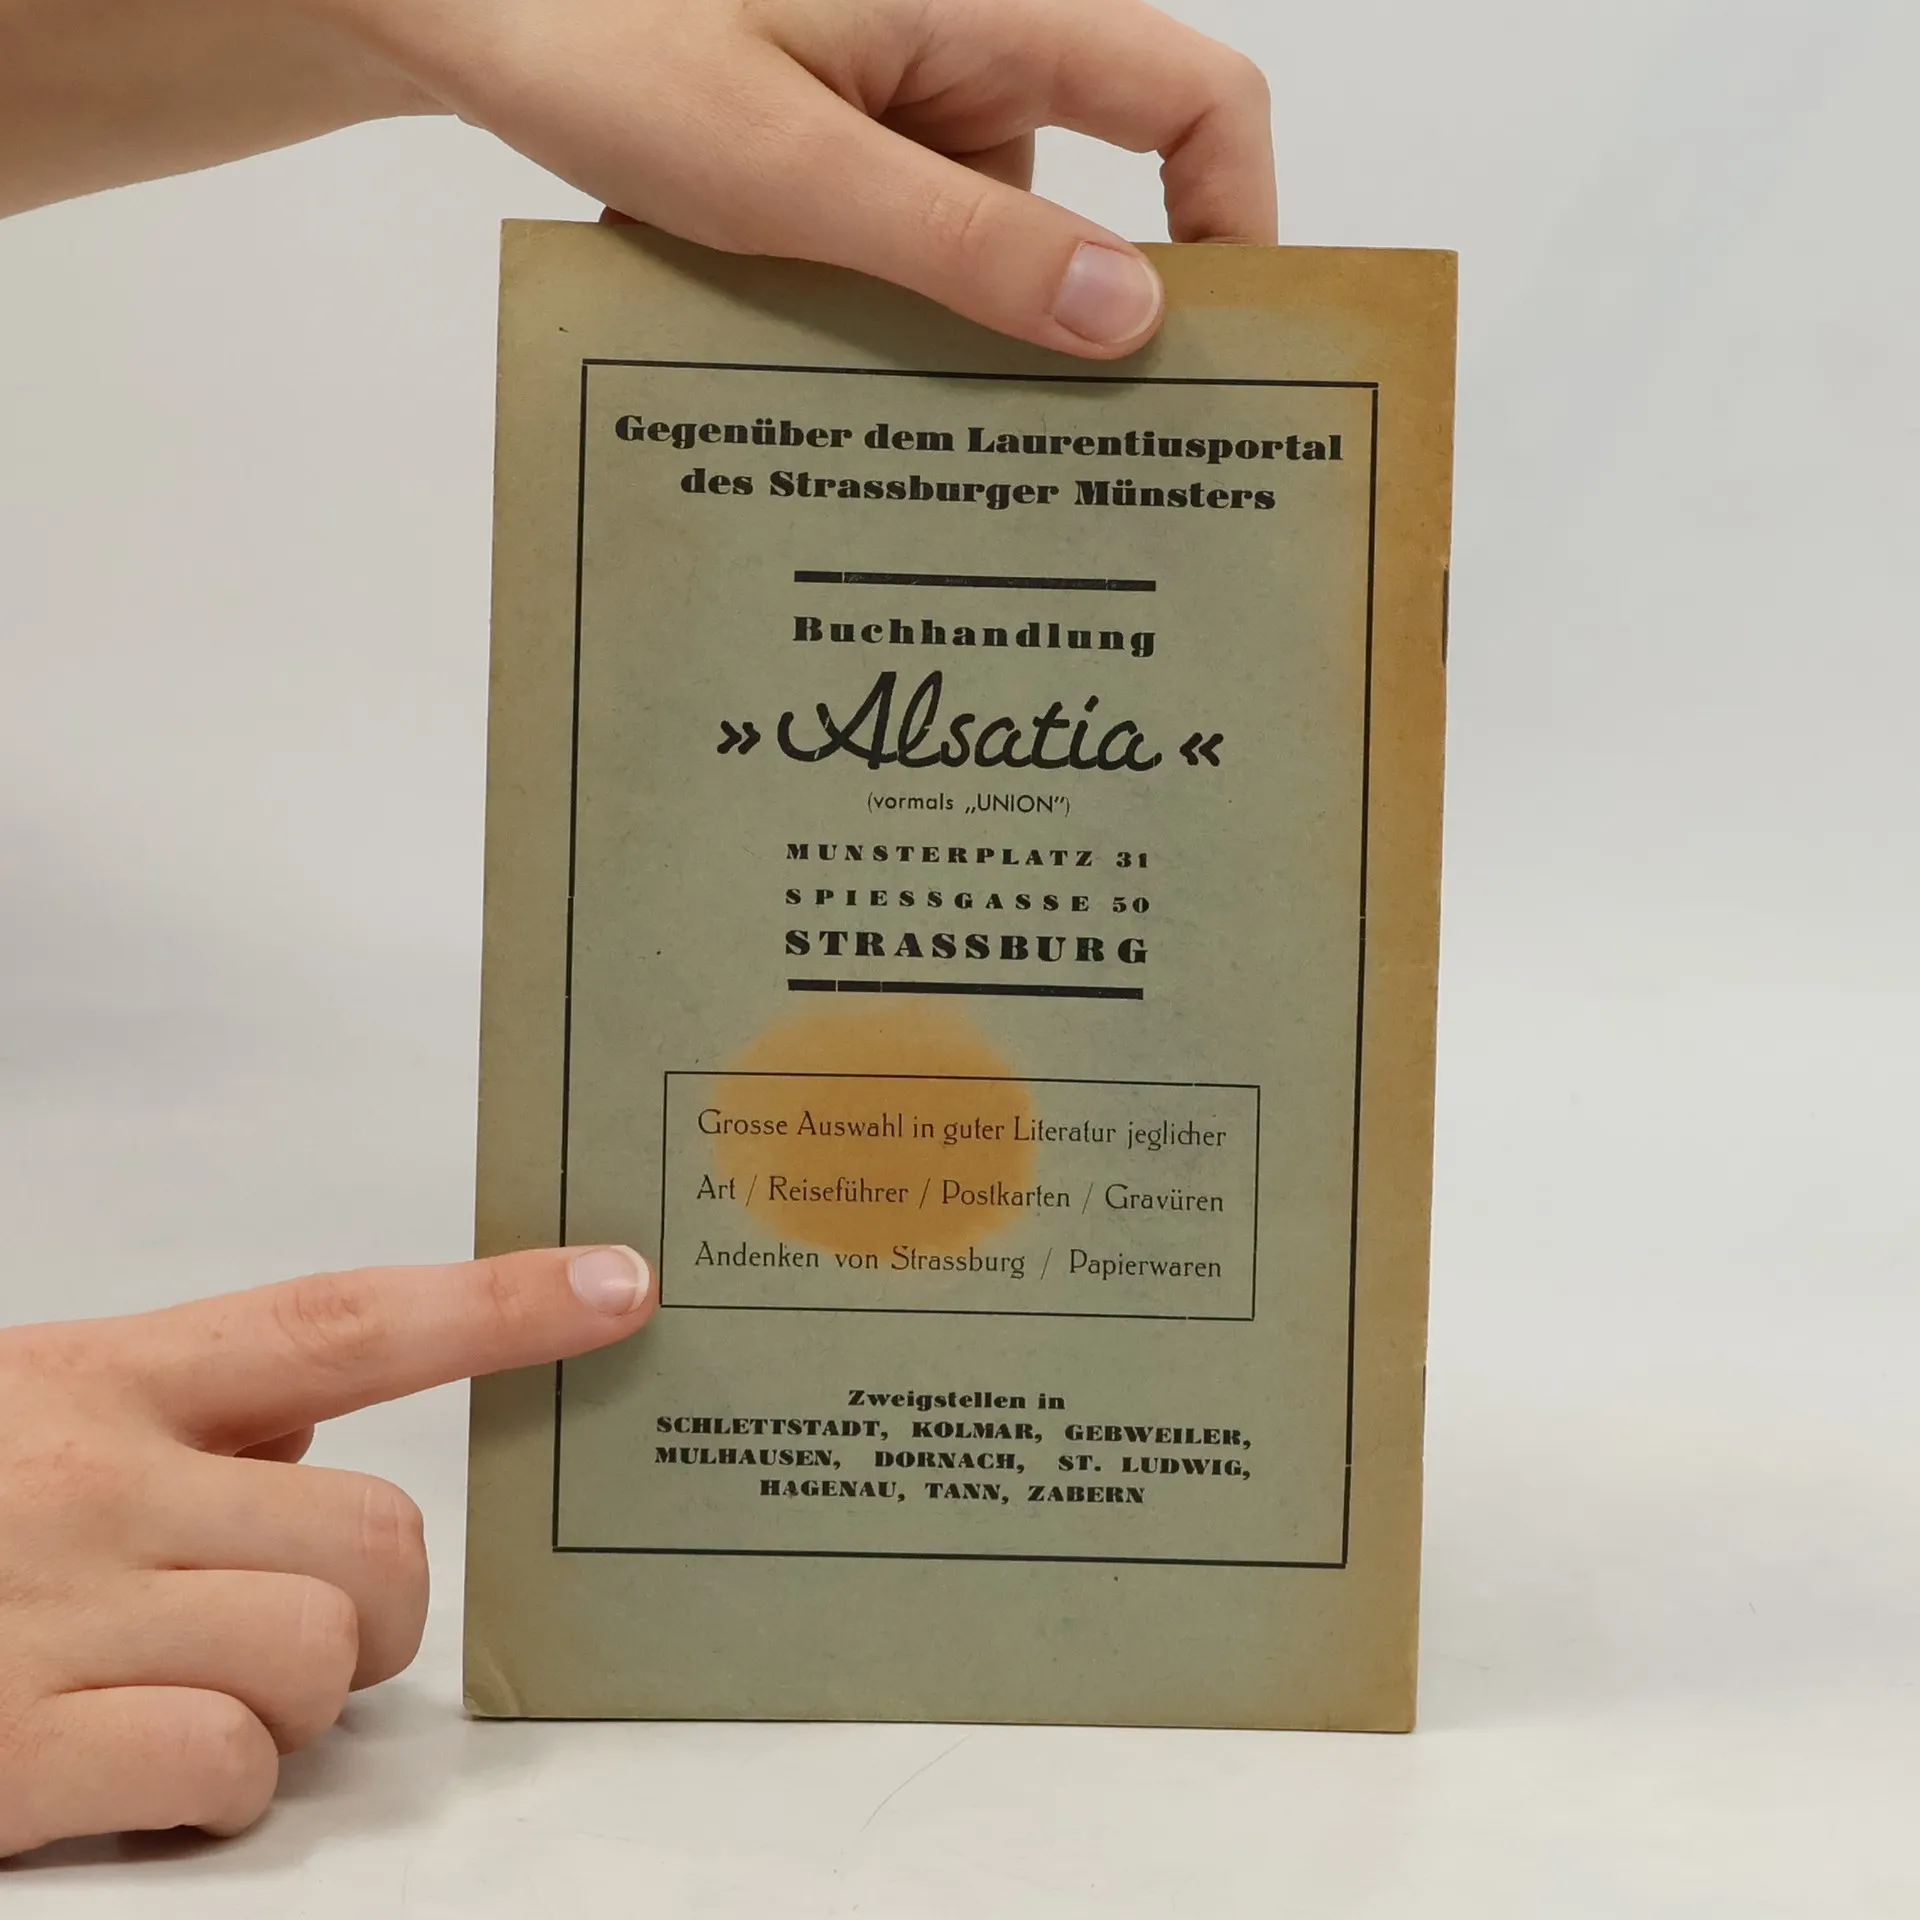 Gegenüber dem Laurentiusportal
des Strassburger Münsters
Buchhandlung
»Alsatia«
(vormals „UNION")
MUNSTERPLATZ 31
SPIESSGASSE 50
STRASSBURG
Grosse Auswahl in guter Literatur jeglicher
Art / Reiseführer / Postkarten / Gravüren
Andenken von Strassburg / Papierwaren
Zweigstellen in
SCHLETTSTADT, KOLMAR, GEBWEILER,
MULHAUSEN, DORNACH, ST. LUDWIG,
HAGENAU, TANN, ZABERN